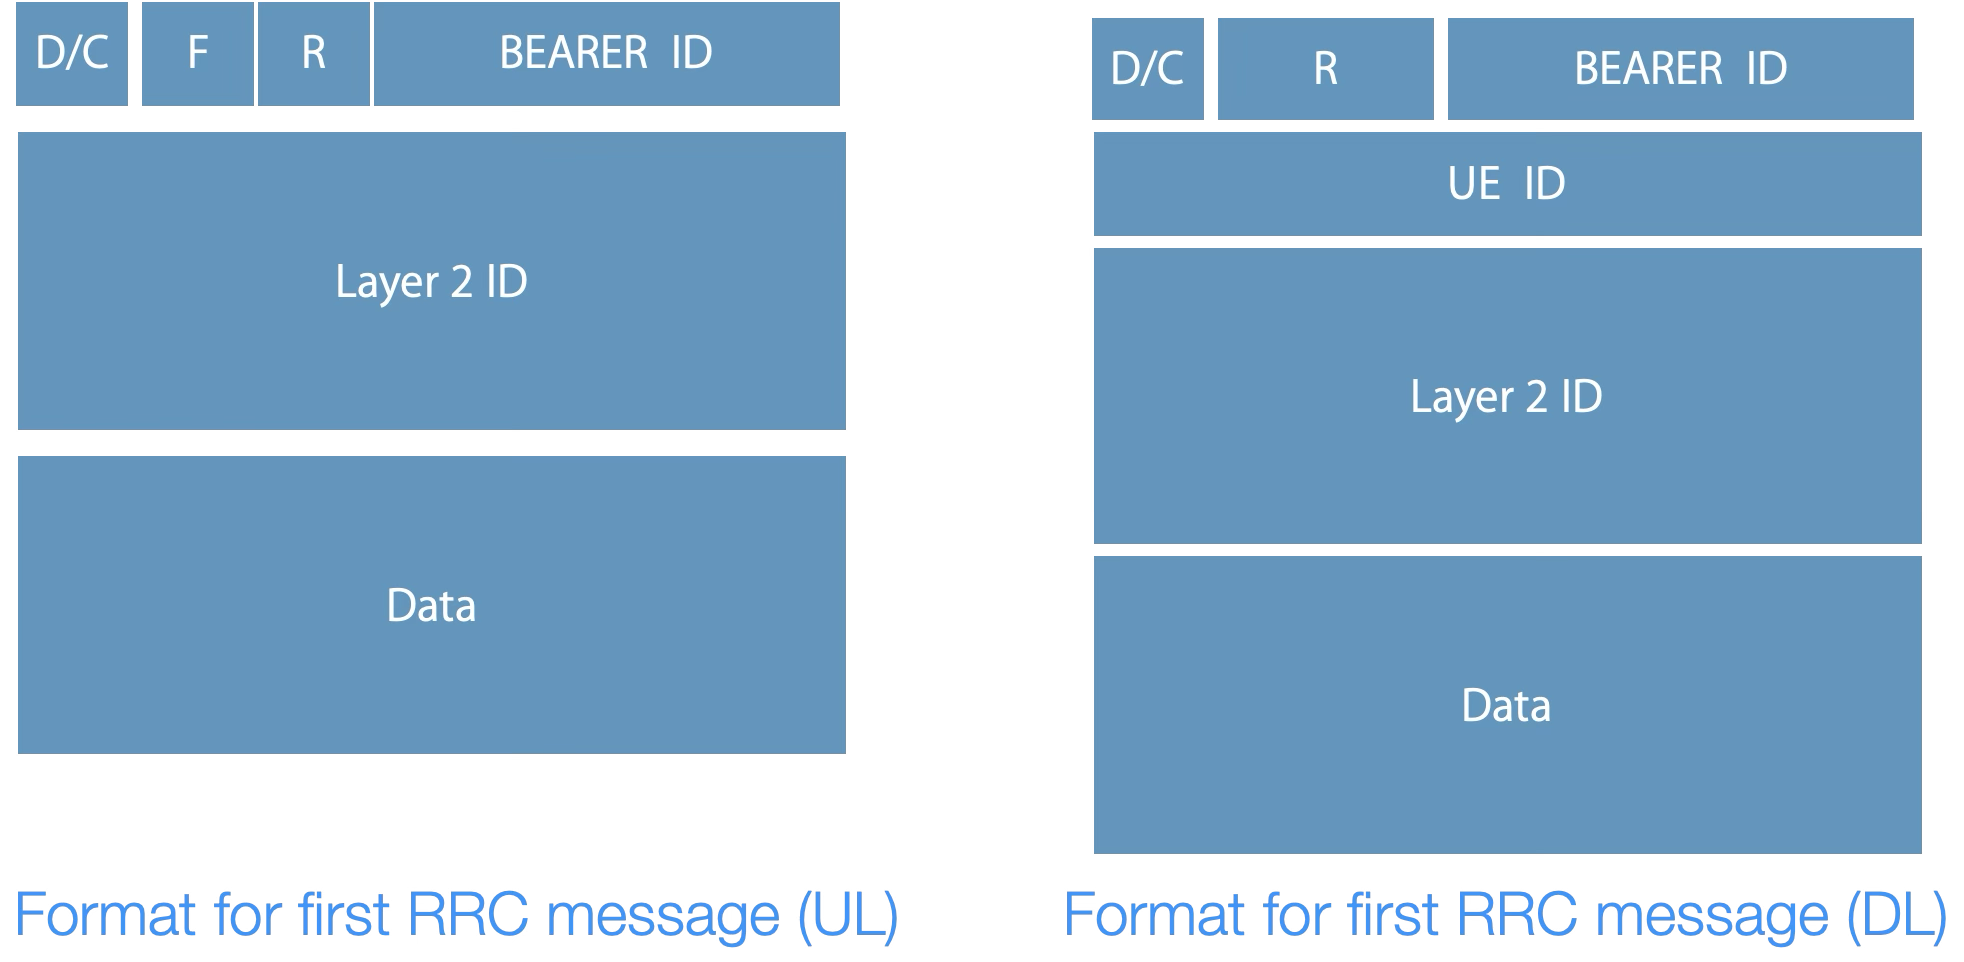 D/C F R BEARER ID
Layer 2 ID
Data
Format for first RRC message (UL)
D/C R BEARER ID
UE ID
Layer 2 ID
Data
Format for first RRC message (DL)